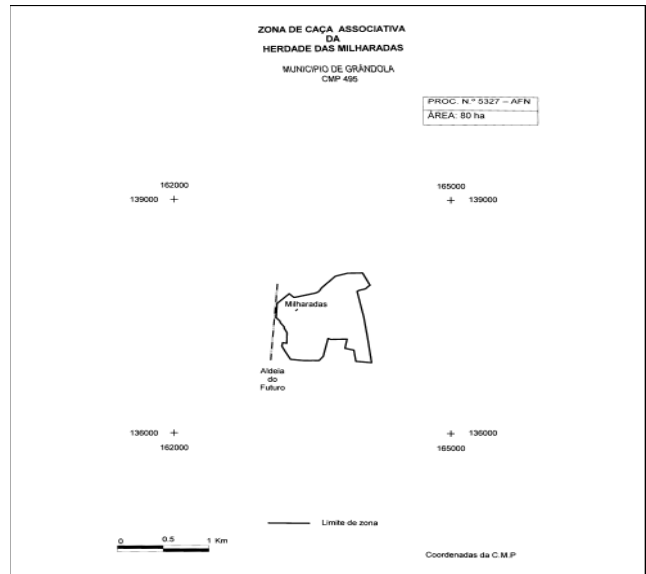 ZONA DE CAÇA ASSOCIATIVA
DA
HERDADE DAS MILHARADAS
MUNICIPIO DE GRÂNDOLA
CMP 495
PROC. N.º 5327 – AFN
ÁREA: 80 ha
162000
139000
165000
139000
Milharadas
Aldeia
do
Futuro
136000
162000
136000
165000
Limite de zona
0 0.5 1 Km
Coordenadas da C.M.P